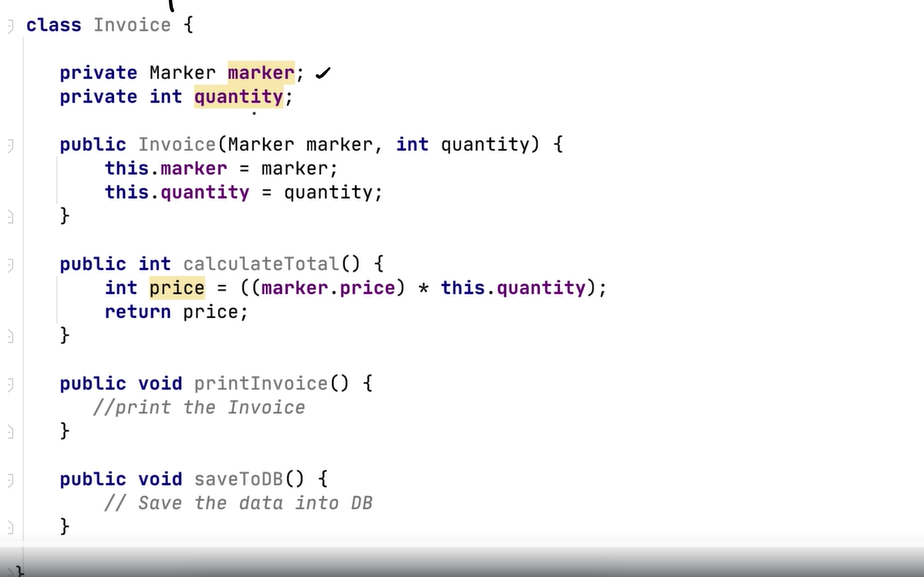 class Invoice {
private Marker marker;
private int quantity;
public Invoice(Marker marker, int quantity) {
this.marker = marker;
this.quantity = quantity;
}
public int calculateTotal() {
int price = ((marker.price) * this.quantity);
return price;
}
public void printInvoice() {
//print the Invoice
}
public void saveToDB() {
// Save the data into DB
}
}